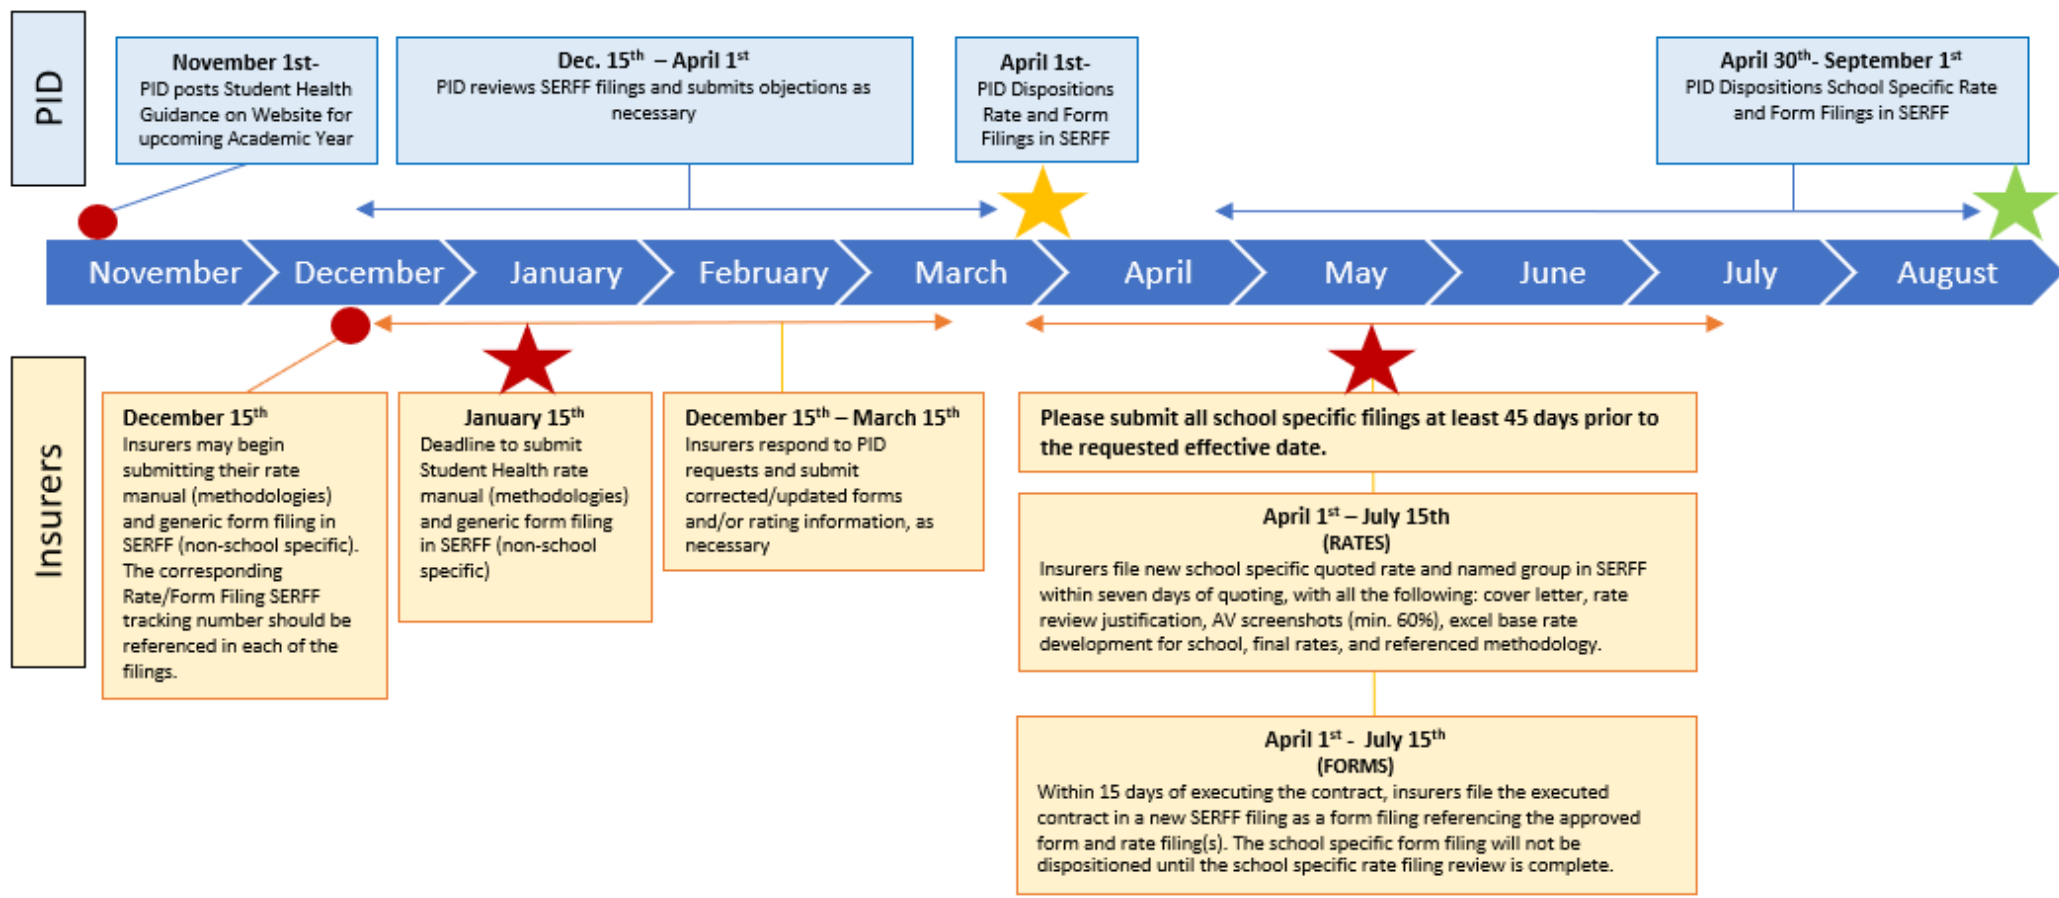 PID
November 1st-
PID posts Student Health
Guidance on Website for
upcoming Academic Year
Dec. 15th – April 1st
PID reviews SERFF filings and submits objections as
necessary
April 1st-
PID Dispositions
Rate and Form
Filings in SERFF
April 30th- September 1st
PID Dispositions School Specific Rate
and Form Filings in SERFF
November
December
January
February
March
April
May
June
July
August
Insurers
December 15th
Insurers may begin
submitting their rate
manual (methodologies)
and generic form filing in
SERFF (non-school specific).
The corresponding
Rate/Form Filing SERFF
tracking number should be
referenced in each of the
filings.
January 15th
Deadline to submit
Student Health rate
manual (methodologies)
and generic form filing
in SERFF (non-school
specific)
December 15th – March 15th
Insurers respond to PID
requests and submit
corrected/updated forms
and/or rating information, as
necessary
Please submit all school specific filings at least 45 days prior to
the requested effective date.
April 1st – July 15th
(RATES)
Insurers file new school specific quoted rate and named group in SERFF
within seven days of quoting, with all the following: cover letter, rate
review justification, AV screenshots (min. 60%), excel base rate
development for school, final rates, and referenced methodology.
April 1st - July 15th
(FORMS)
Within 15 days of executing the contract, insurers file the executed
contract in a new SERFF filing as a form filing referencing the approved
form and rate filing(s). The school specific form filing will not be
dispositioned until the school specific rate filing review is complete.